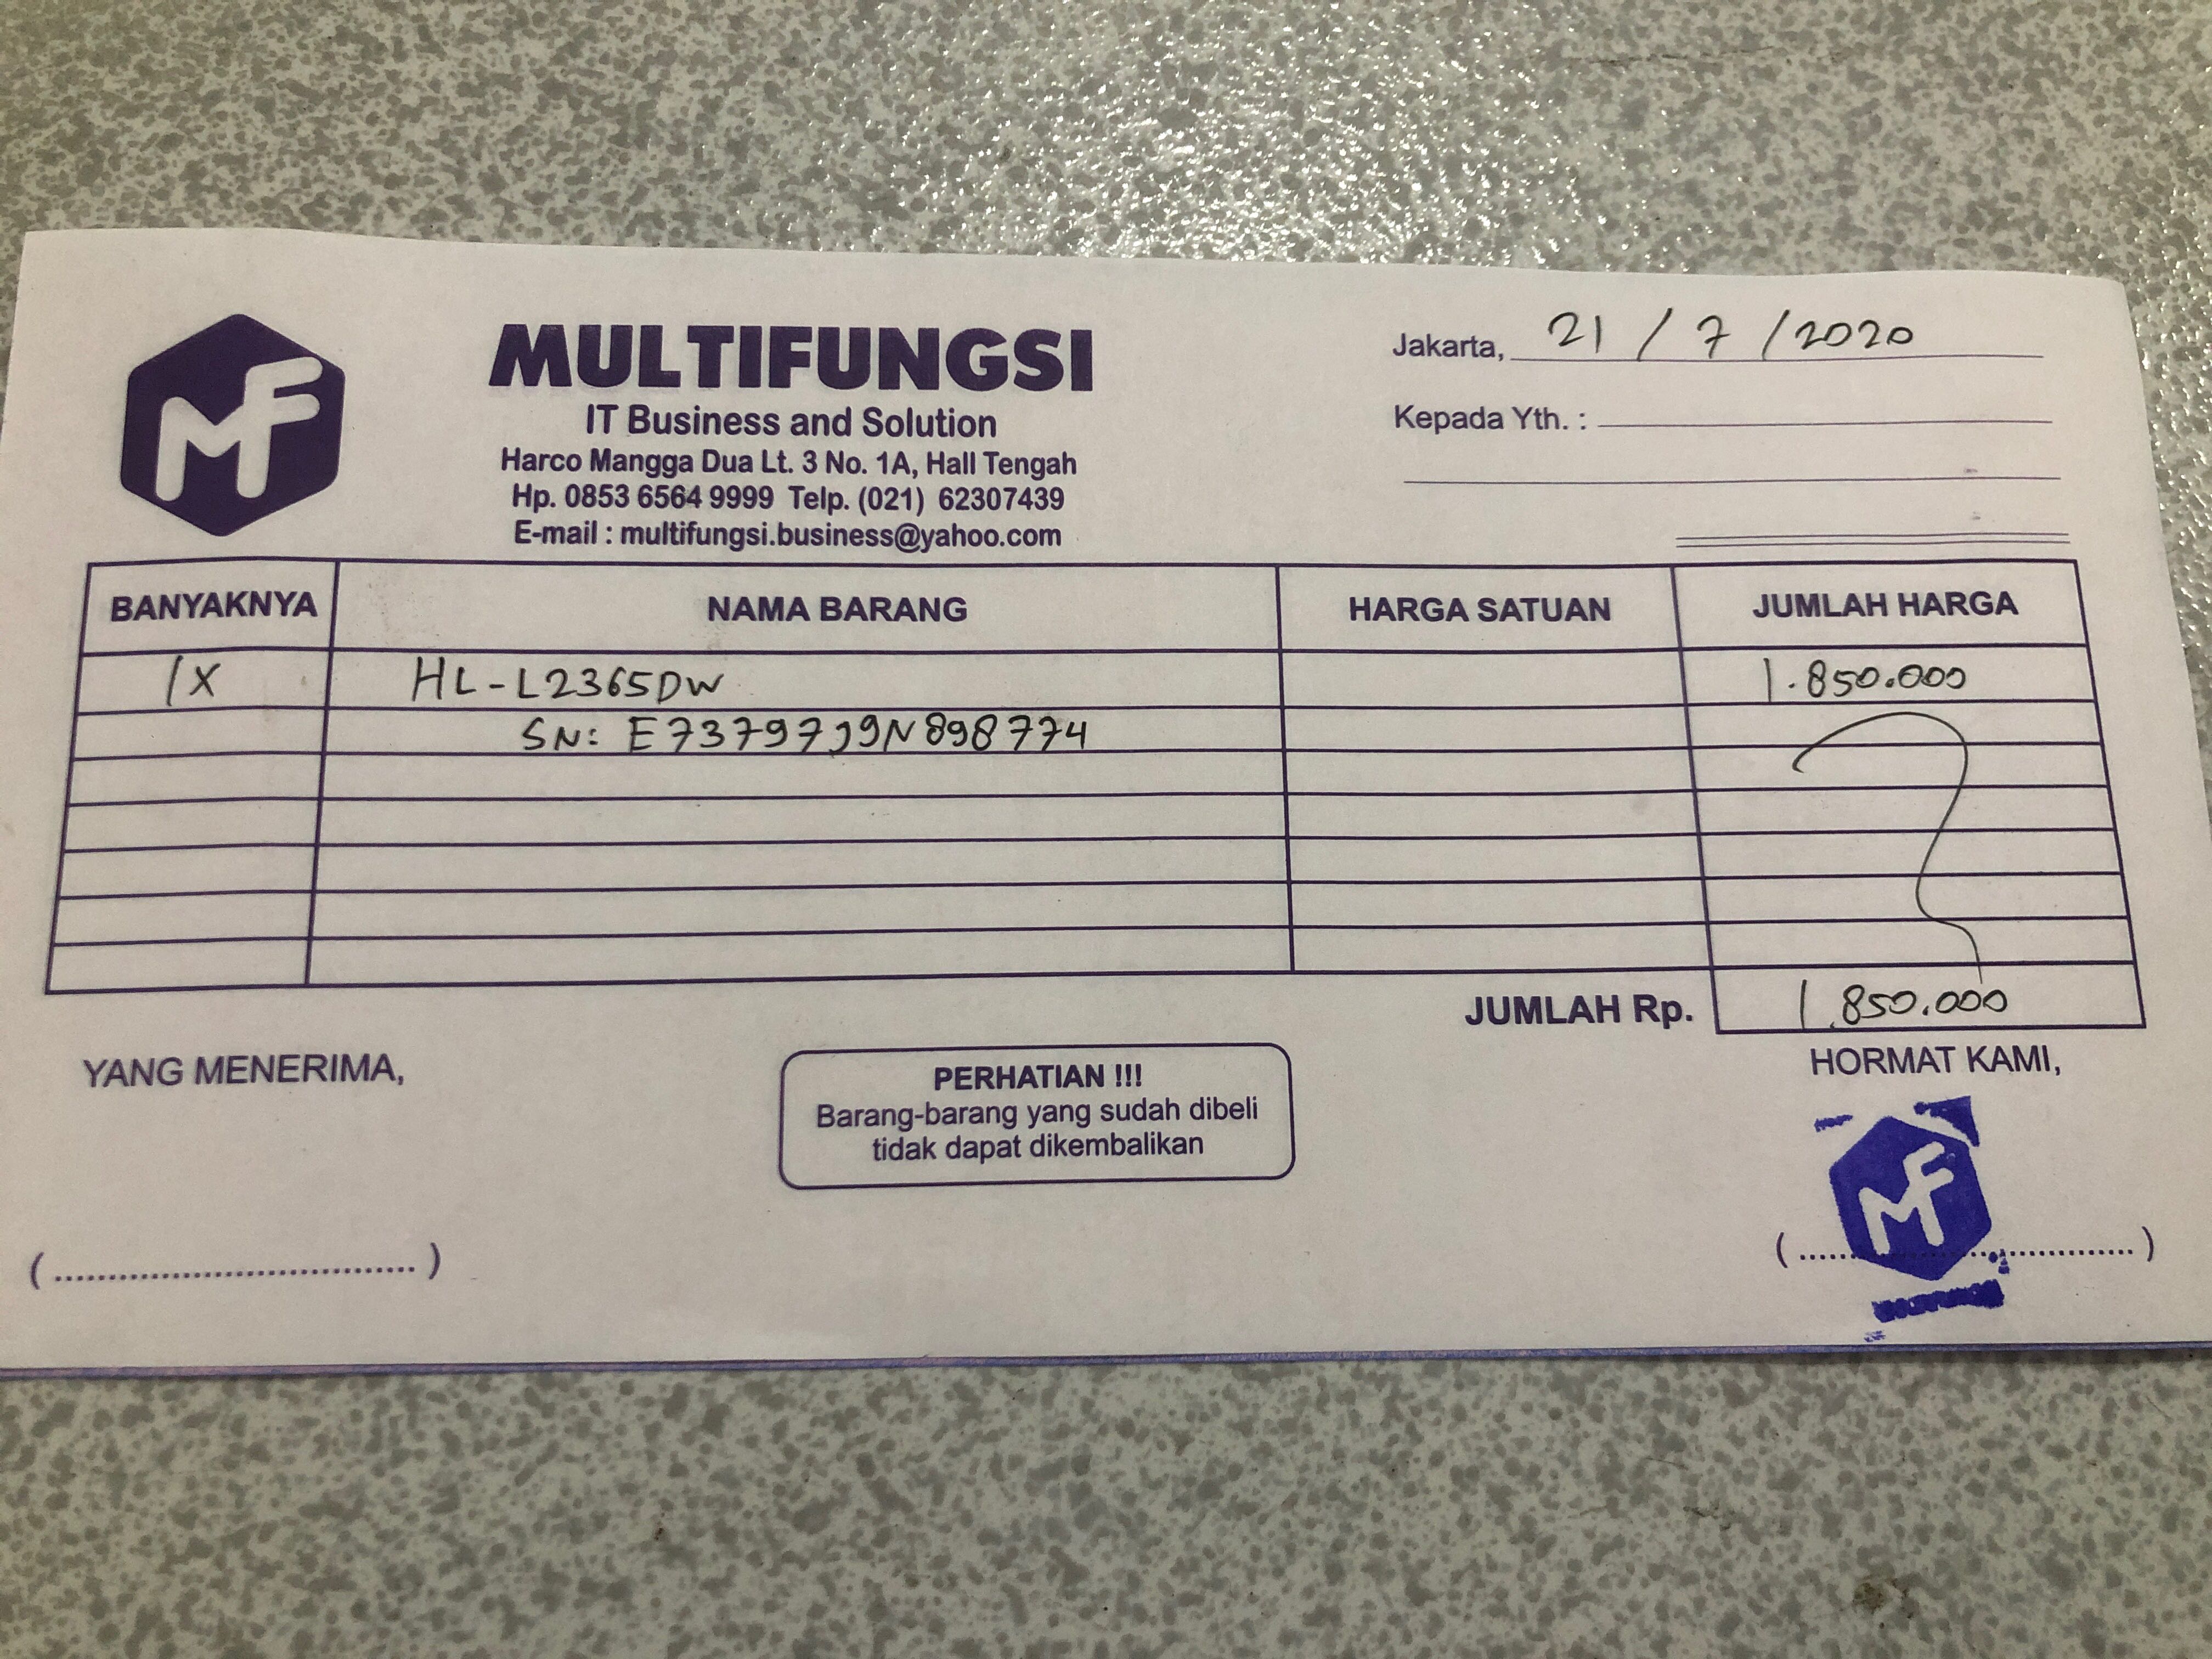 MF
MULTIFUNGSI
IT Business and Solution
Harco Mangga Dua Lt. 3 No. 1A, Hall Tengah
Hp. 0853 6564 9999 Telp. (021) 62307439
E-mail : multifungsi.business@yahoo.com
Jakarta, 21 / 7 / 2020
Kepada Yth. :
BANYAKNYA NAMA BARANG HARGA SATUAN JUMLAH HARGA
1X HL-L2365DW 1.850.000
SN: E73797J9N898774
JUMLAH Rp. 1.850.000
YANG MENERIMA,
PERHATIAN !!!
Barang-barang yang sudah dibeli
tidak dapat dikembalikan
HORMAT KAMI,
MF
(..................................)
(..................................)